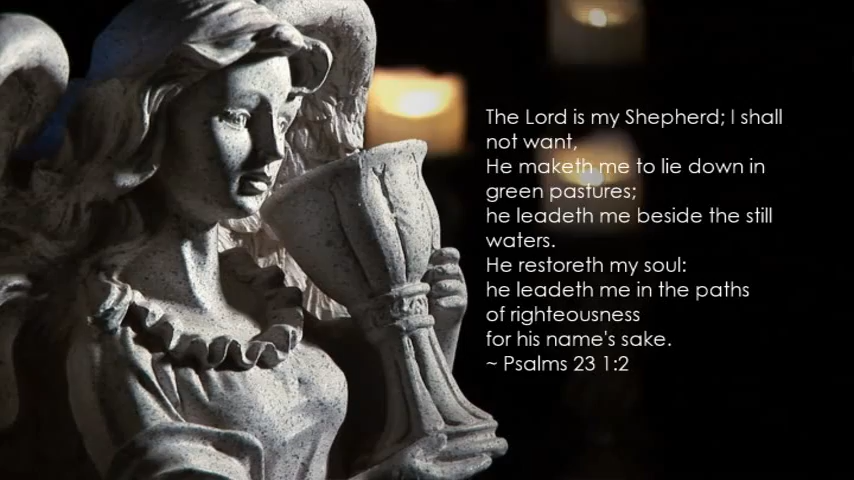 The Lord is my Shepherd; I shall
not want,
He maketh me to lie down in
green pastures;
he leadeth me beside the still
waters.
He restoreth my soul:
he leadeth me in the paths
of righteousness
for his name's sake.
~ Psalms 23 1:2